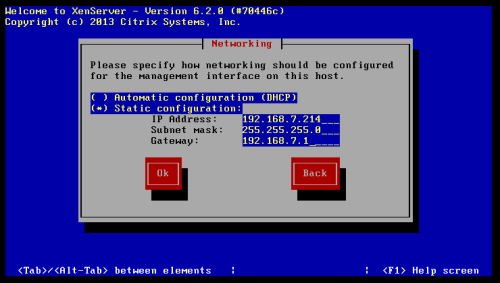 Welcome to XenServer - Version 6.2.0 (#70446c)
Copyright (c) 2013 Citrix Systems, Inc.
Networking
Please specify how networking should be configured
for the management interface on this host.
( ) Automatic configuration (DHCP)
(*) Static configuration:
IP Address: 192.168.7.214___
Subnet mask: 255.255.255.0___
Gateway: 192.168.7.1_____
Ok Back
<Tab>/<Alt-Tab> between elements | | <F1> Help screen